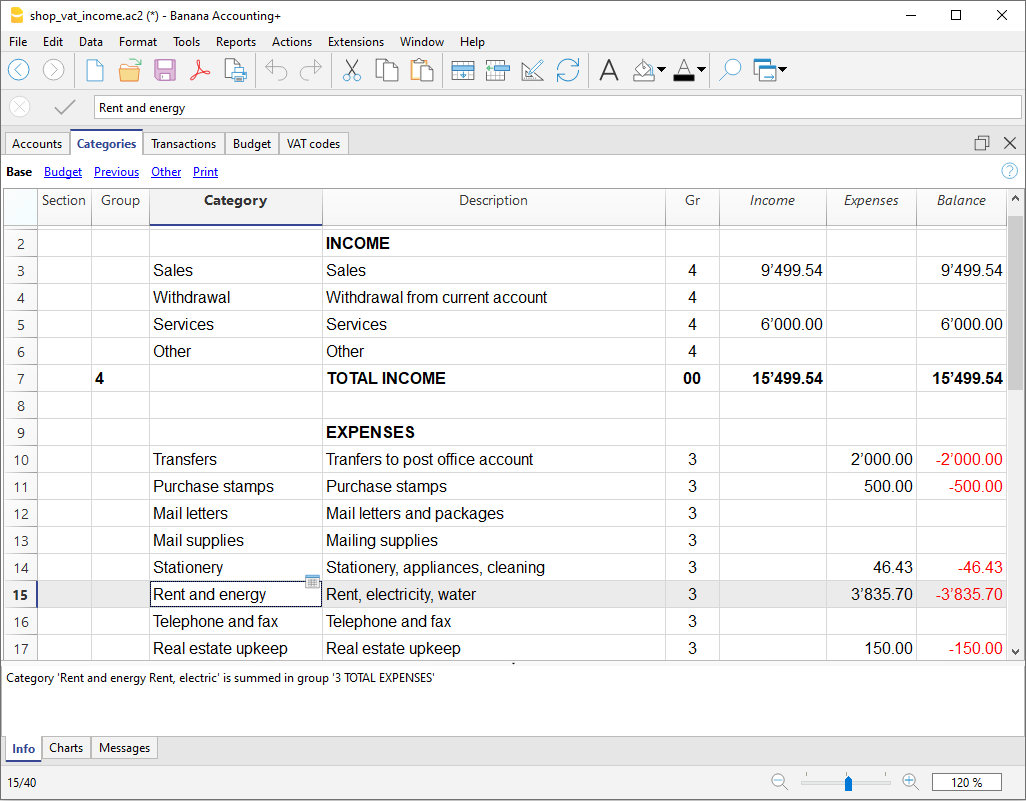 shop_vat_income.ac2 (*) - Banana Accounting+
File Edit Data Format Tools Reports Actions Extensions Window Help
Rent and energy
Accounts Categories Transactions Budget VAT codes
Base Budget Previous Other Print
Section Group Category Description Gr Income Expenses Balance
2 INCOME
3 Sales Sales 4 9’499.54 9’499.54
4 Withdrawal Withdrawal from current account 4
5 Services Services 4 6’000.00 6’000.00
6 Other Other 4
7 4 TOTAL INCOME 00 15’499.54 15’499.54
8
9 EXPENSES
10 Transfers Tranfers to post office account 3 2’000.00 -2’000.00
11 Purchase stamps Purchase stamps 3 500.00 -500.00
12 Mail letters Mail letters and packages 3
13 Mail supplies Mailing supplies 3
14 Stationery Stationery, appliances, cleaning 3 46.43 -46.43
15 Rent and energy Rent, electricity, water 3 3’835.70 -3’835.70
16 Telephone and fax Telephone and fax 3
17 Real estate upkeep Real estate upkeep 3 150.00 -150.00
Category 'Rent and energy Rent, electric' is summed in group '3 TOTAL EXPENSES'
Info Charts Messages
15/40 120 %